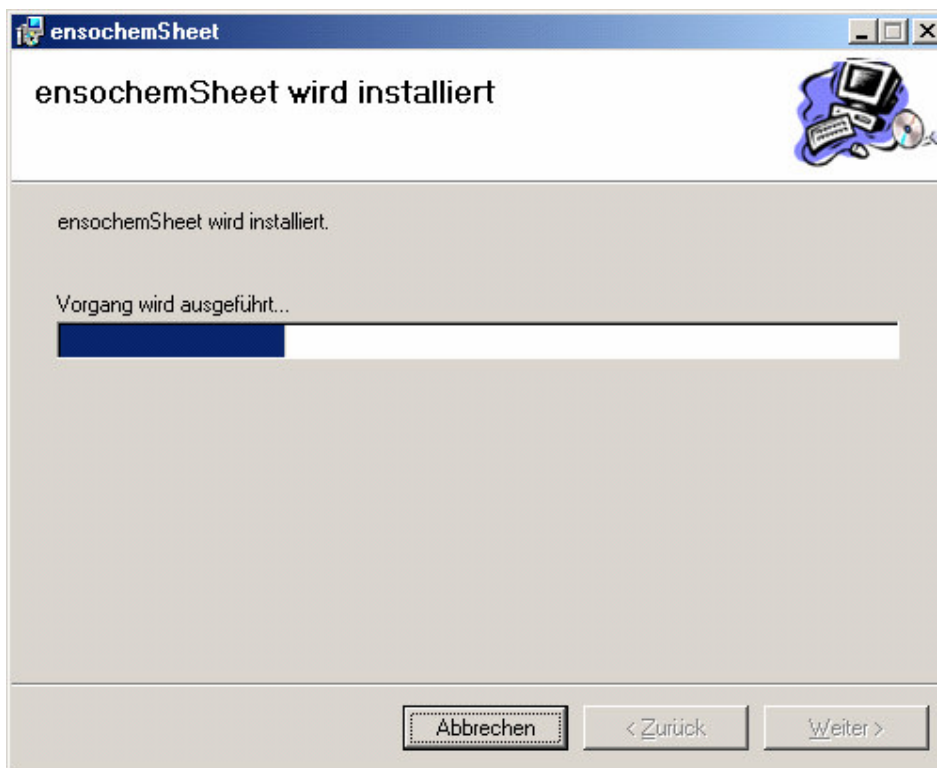 ensochemSheet
ensochemSheet wird installiert
ensochemSheet wird installiert.
Vorgang wird ausgeführt...
Abbrechen
< Zurück
Weiter >